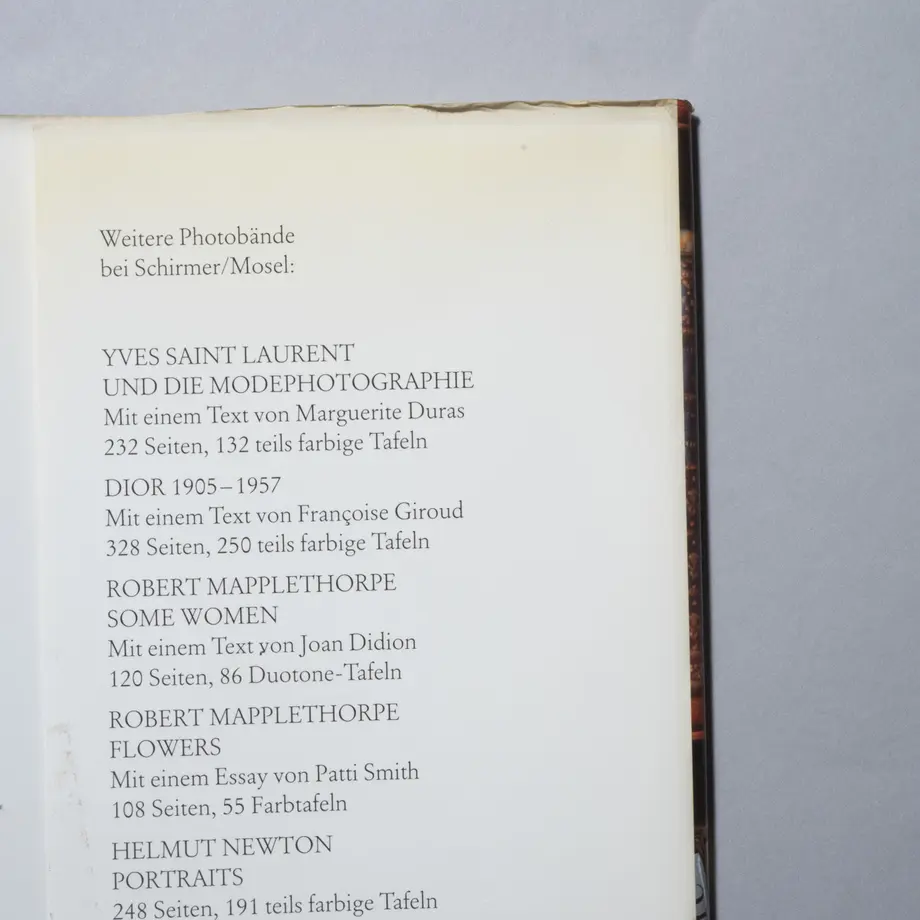 Weitere Photobände
bei Schirmer/Mosel:
YVES SAINT LAURENT
UND DIE MODEPHOTOGRAPHIE
Mit einem Text von Marguerite Duras
232 Seiten, 132 teils farbige Tafeln
DIOR 1905–1957
Mit einem Text von Françoise Giroud
328 Seiten, 250 teils farbige Tafeln
ROBERT MAPPLETHORPE
SOME WOMEN
Mit einem Text von Joan Didion
120 Seiten, 86 Duotone-Tafeln
ROBERT MAPPLETHORPE
FLOWERS
Mit einem Essay von Patti Smith
108 Seiten, 55 Farbtafeln
HELMUT NEWTON
PORTRAITS
248 Seiten, 191 teils farbige Tafeln